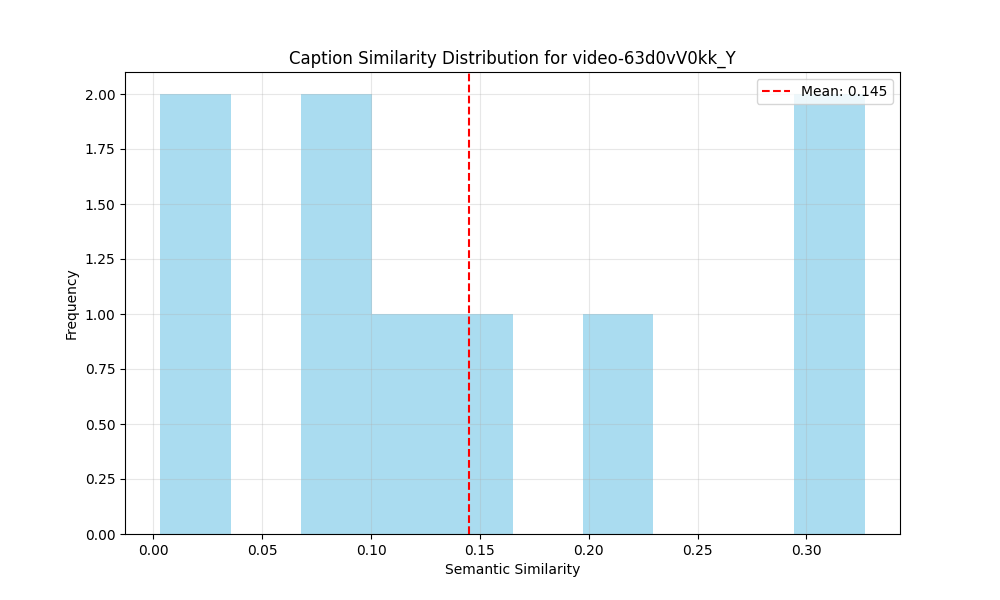 Caption Similarity Distribution for video-63d0vV0kk_Y
Mean: 0.145
2.00
1.75
1.50
1.25
1.00
0.75
0.50
0.25
0.00
Frequency
0.00 0.05 0.10 0.15 0.20 0.25 0.30
Semantic Similarity